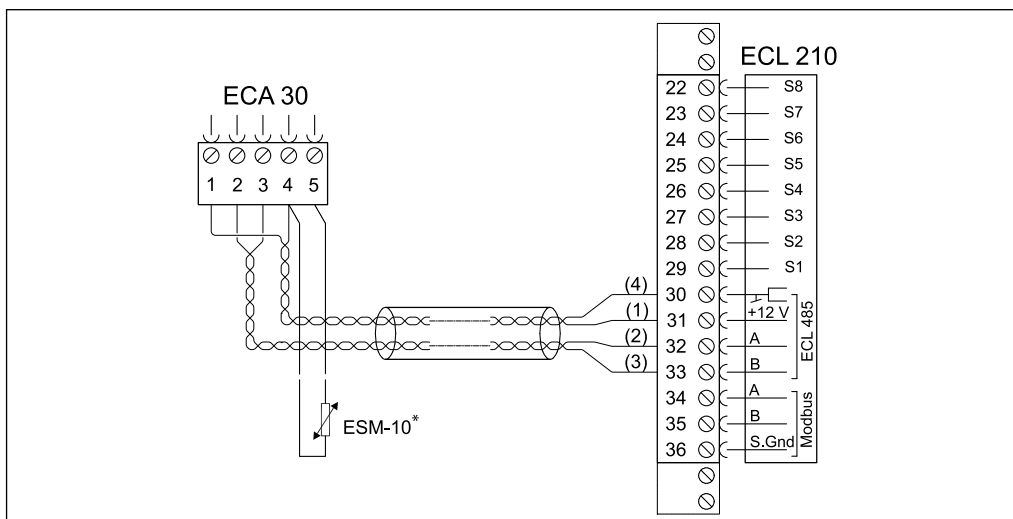 ECL 210
ECA 30
1 2 3 4 5
22 S8
23 S7
24 S6
25 S5
26 S4
27 S3
28 S2
29 S1
(4) 30
(1) 31 +12 V
(2) 32 A
(3) 33 B
ECL 485
34 A
35 B
36 S.Gnd
Modbus
ESM-10*